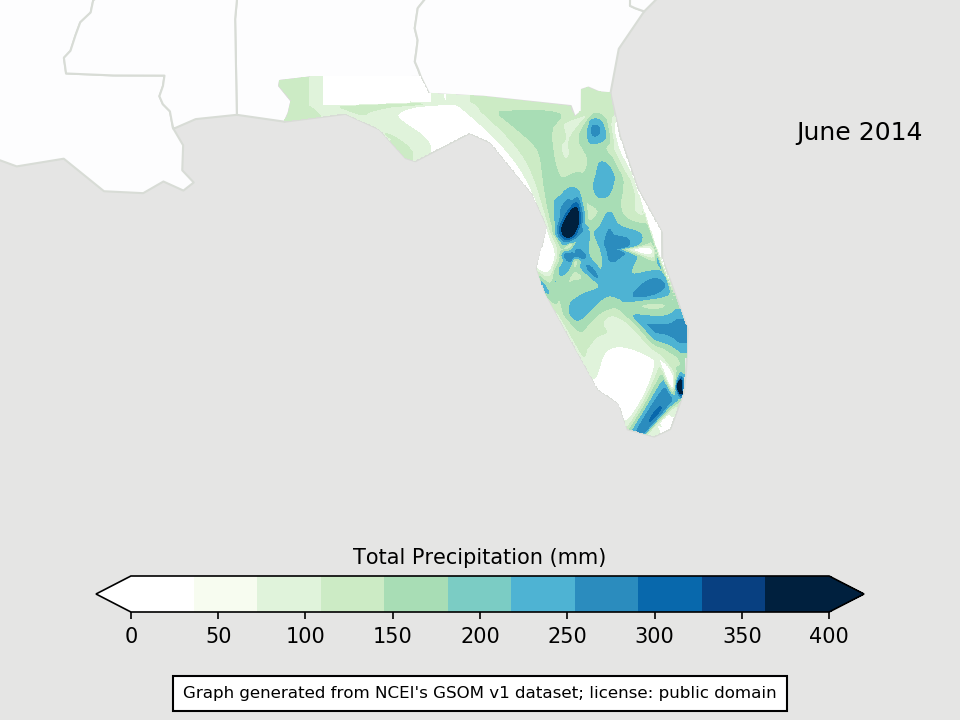 June 2014
Total Precipitation (mm)
0 50 100 150 200 250 300 350 400
Graph generated from NCEI's GSOM v1 dataset; license: public domain